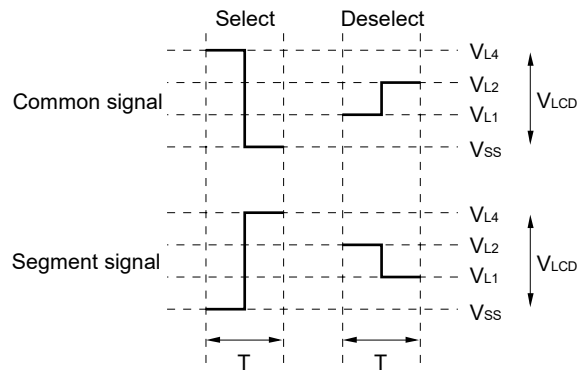 Select Deselect
VL4
VL2
Common signal
VLCD
VL1
VSS
VL4
VL2
Segment signal
VLCD
VL1
VSS
T T